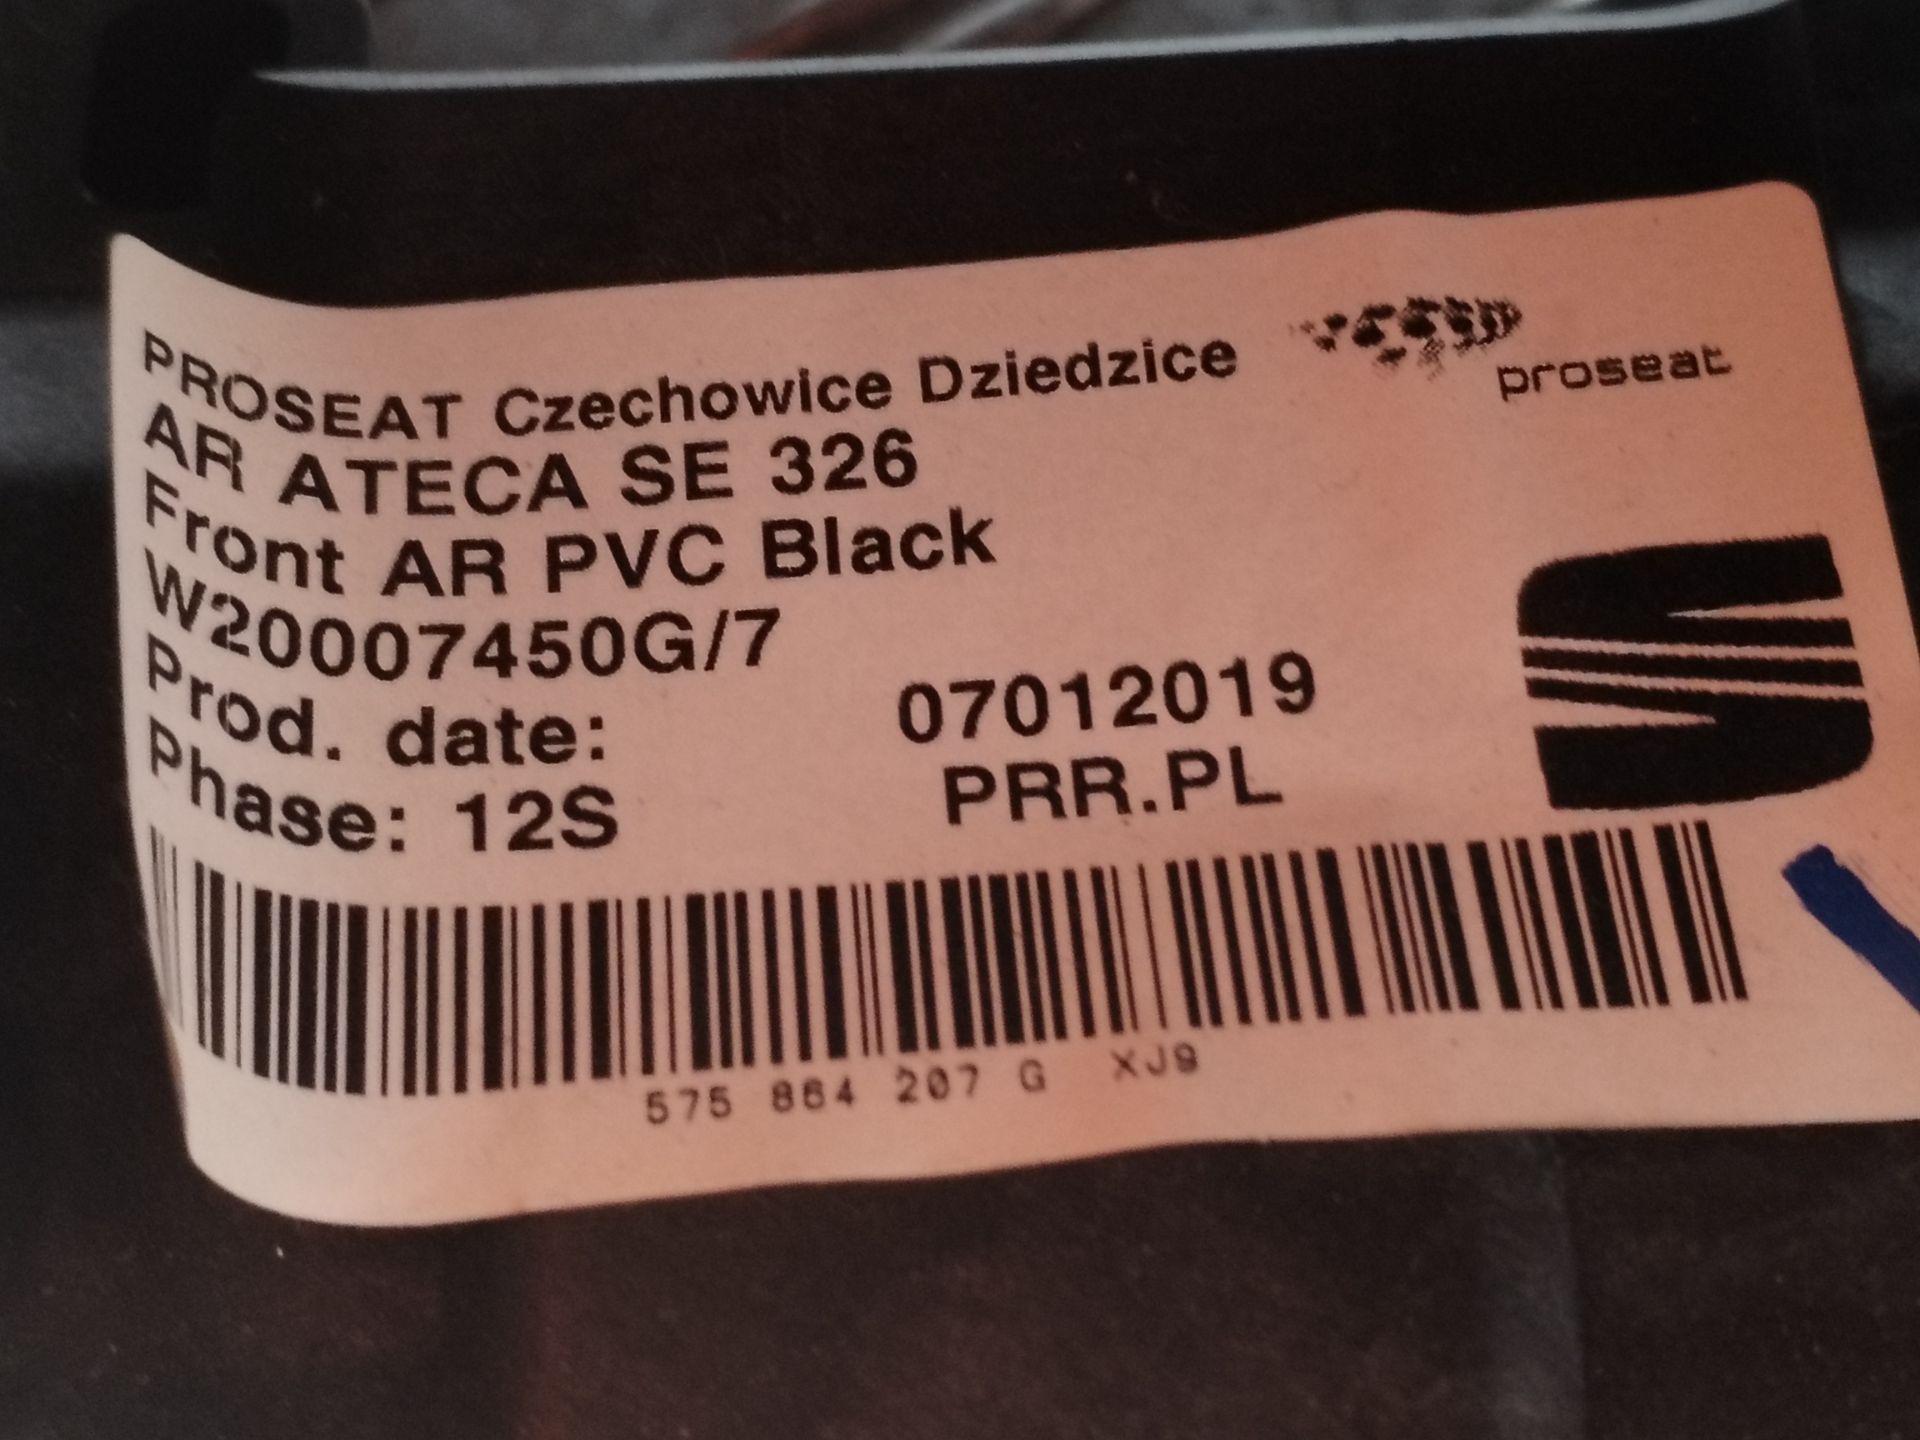 PROSEAT Czechowice Dziedzice
proseat
AR ATECA SE 326
Front AR PVC Black
W20007450G/7
Prod. date: 07012019
Phase: 12S PRR.PL
575 864 207 G XJ9